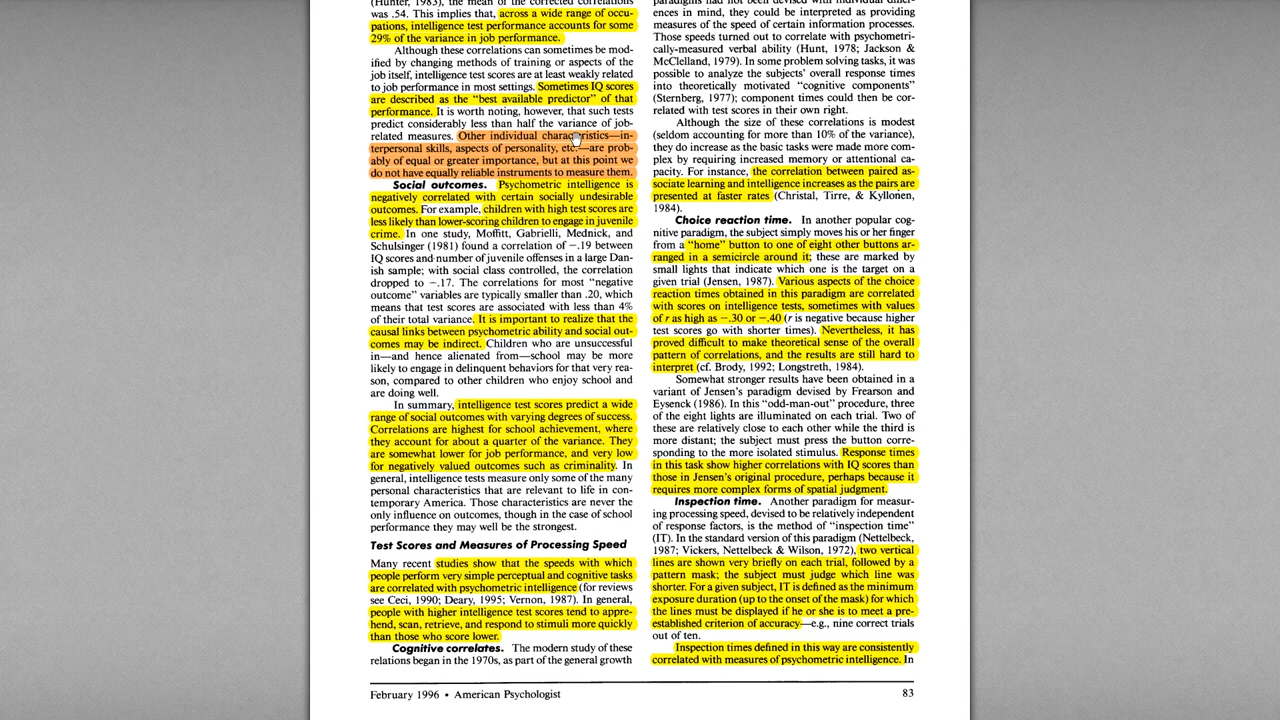 (Hunter, 1983), the mean of the corrected correlations
was .54. This implies that, across a wide range of occu-
pations, intelligence test performance accounts for some
29% of the variance in job performance.
Although these correlations can sometimes be mod-
ified by changing methods of training or aspects of the
job itself, intelligence test scores are at least weakly related
to job performance in most settings. Sometimes IQ scores
are described as the "best available predictor" of that
performance. It is worth noting, however, that such tests
predict considerably less than half the variance of job-
related measures. Other individual characteristics—in-
terpersonal skills, aspects of personality, etc.—are prob-
ably of equal or greater importance, but at this point we
do not have equally reliable instruments to measure them.
Social outcomes. Psychometric intelligence is
negatively correlated with certain socially undesirable
outcomes. For example, children with high test scores are
less likely than lower-scoring children to engage in juvenile
crime. In one study, Moffitt, Gabrielli, Mednick, and
Schulsinger (1981) found a correlation of −.19 between
IQ scores and number of juvenile offenses in a large Dan-
ish sample; with social class controlled, the correlation
dropped to −.17. The correlations for most "negative
outcome" variables are typically smaller than .20, which
means that test scores are associated with less than 4%
of their total variance. It is important to realize that the
causal links between psychometric ability and social out-
comes may be indirect. Children who are unsuccessful
in—and hence alienated from—school may be more
likely to engage in delinquent behaviors for that very rea-
son, compared to other children who enjoy school and
are doing well.
In summary, intelligence test scores predict a wide
range of social outcomes with varying degrees of success.
Correlations are highest for school achievement, where
they account for about a quarter of the variance. They
are somewhat lower for job performance, and very low
for negatively valued outcomes such as criminality. In
general, intelligence tests measure only some of the many
personal characteristics that are relevant to life in con-
temporary America. Those characteristics are never the
only influence on outcomes, though in the case of school
performance they may well be the strongest.
Test Scores and Measures of Processing Speed
Many recent studies show that the speeds with which
people perform very simple perceptual and cognitive tasks
are correlated with psychometric intelligence (for reviews
see Ceci, 1990; Deary, 1995; Vernon, 1987). In general,
people with higher intelligence test scores tend to appre-
hend, scan, retrieve, and respond to stimuli more quickly
than those who score lower.
Cognitive correlates. The modern study of these
relations began in the 1970s, as part of the general growth
paradigms had not been devised with individual differ-
ences in mind, they could be interpreted as providing
measures of the speed of certain information processes.
Those speeds turned out to correlate with psychometri-
cally-measured verbal ability (Hunt, 1978; Jackson &
McClelland, 1979). In some problem solving tasks, it was
possible to analyze the subjects' overall response times
into theoretically motivated "cognitive components"
(Sternberg, 1977); component times could then be cor-
related with test scores in their own right.
Although the size of these correlations is modest
(seldom accounting for more than 10% of the variance),
they do increase as the basic tasks were made more com-
plex by requiring increased memory or attentional ca-
pacity. For instance, the correlation between paired as-
sociate learning and intelligence increases as the pairs are
presented at faster rates (Christal, Tirre, & Kyllonen,
1984).
Choice reaction time. In another popular cog-
nitive paradigm, the subject simply moves his or her finger
from a "home" button to one of eight other buttons ar-
ranged in a semicircle around it; these are marked by
small lights that indicate which one is the target on a
given trial (Jensen, 1987). Various aspects of the choice
reaction times obtained in this paradigm are correlated
with scores on intelligence tests, sometimes with values
of r as high as −.30 or −.40 (r is negative because higher
test scores go with shorter times). Nevertheless, it has
proved difficult to make theoretical sense of the overall
pattern of correlations, and the results are still hard to
interpret (cf. Brody, 1992; Longstreth, 1984).
Somewhat stronger results have been obtained in a
variant of Jensen's paradigm devised by Frearson and
Eysenck (1986). In this "odd-man-out" procedure, three
of the eight lights are illuminated on each trial. Two of
these are relatively close to each other while the third is
more distant; the subject must press the button corre-
sponding to the more isolated stimulus. Response times
in this task show higher correlations with IQ scores than
those in Jensen's original procedure, perhaps because it
requires more complex forms of spatial judgment.
Inspection time. Another paradigm for measur-
ing processing speed, devised to be relatively independent
of response factors, is the method of "inspection time"
(IT). In the standard version of this paradigm (Nettelbeck,
1987; Vickers, Nettelbeck & Wilson, 1972), two vertical
lines are shown very briefly on each trial, followed by a
pattern mask; the subject must judge which line was
shorter. For a given subject, IT is defined as the minimum
exposure duration (up to the onset of the mask) for which
the lines must be displayed if he or she is to meet a pre-
established criterion of accuracy—e.g., nine correct trials
out of ten.
Inspection times defined in this way are consistently
correlated with measures of psychometric intelligence. In
February 1996 • American Psychologist
83